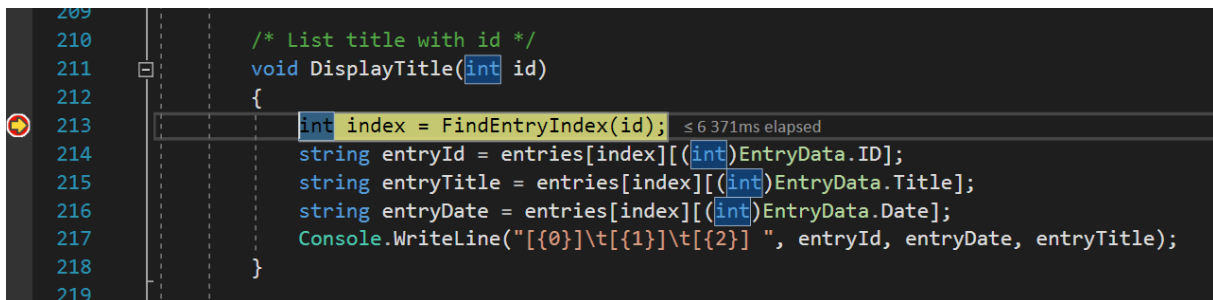 209
210 /* List title with id */
211 void DisplayTitle(int id)
212 {
213 int index = FindEntryIndex(id); ≤ 6 371ms elapsed
214 string entryId = entries[index][(int)EntryData.ID];
215 string entryTitle = entries[index][(int)EntryData.Title];
216 string entryDate = entries[index][(int)EntryData.Date];
217 Console.WriteLine("[{0}]\t[{1}]\t[{2}] ", entryId, entryDate, entryTitle);
218 }
219